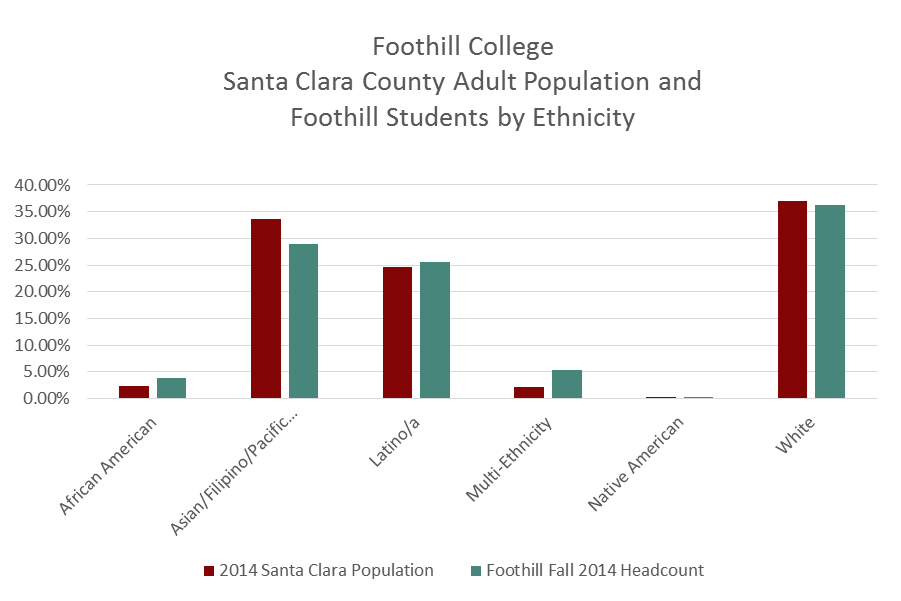 Foothill College
Santa Clara County Adult Population and
Foothill Students by Ethnicity
40.00%
35.00%
30.00%
25.00%
20.00%
15.00%
10.00%
5.00%
0.00%
African American
Asian/Filipino/Pacific...
Latino/a
Multi-Ethnicity
Native American
White
2014 Santa Clara Population
Foothill Fall 2014 Headcount